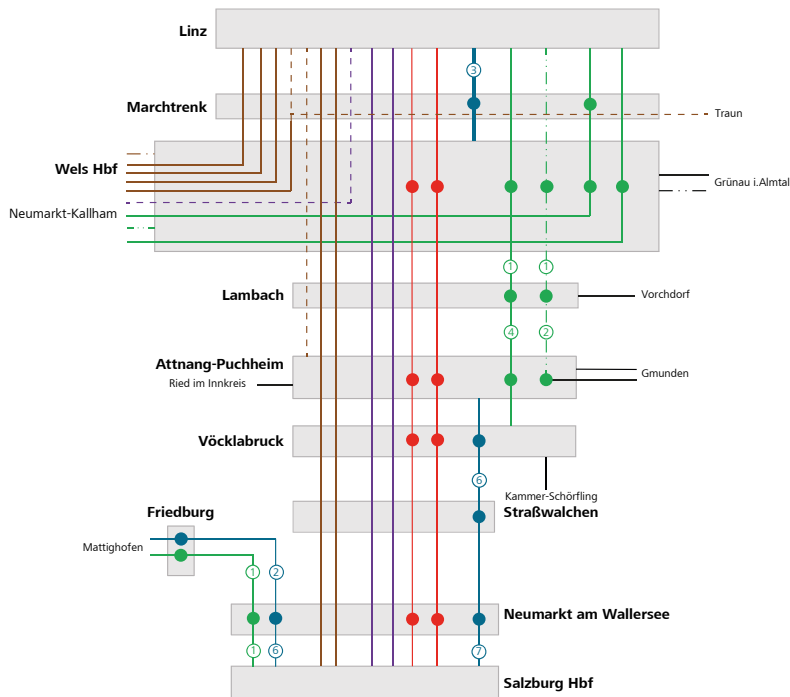 Linz
3
Marchtrenk
Traun
Wels Hbf
Grünau i.Almtal
Neumarkt-Kallham
1 1
Lambach
Vorchdorf
4 2
Attnang-Puchheim
Ried im Innkreis
Gmunden
Vöcklabruck
6
Kammer-Schörfling
Friedburg
Straßwalchen
Mattighofen
1 2
Neumarkt am Wallersee
1 6 7
Salzburg Hbf